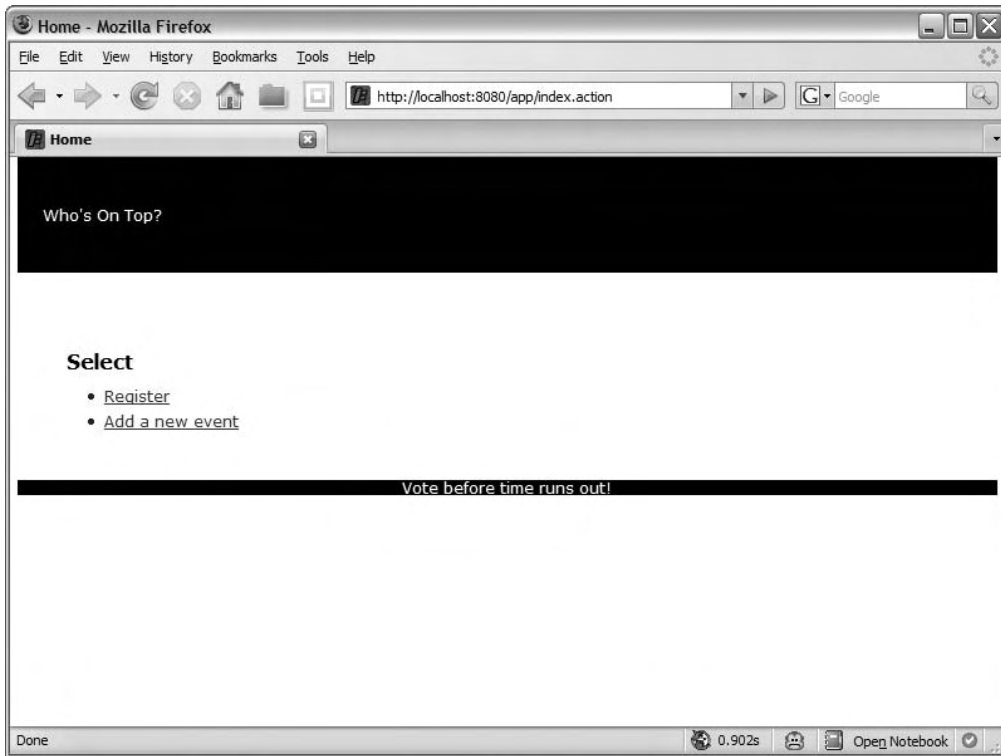 Home - Mozilla Firefox
File Edit View History Bookmarks Tools Help
http://localhost:8080/app/index.action
G Google
Home
Who's On Top?
Select
• Register
• Add a new event
Vote before time runs out!
Done 0.902s Open Notebook